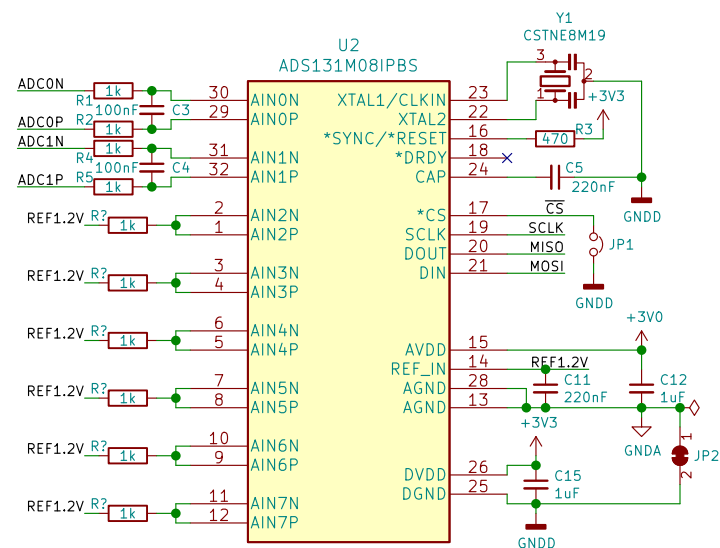 Y1
CSTNE8M19
U2
ADS131M08IPBS
3
2
1
+3V3
ADC0N
1k
R1
100nF
C3
R2
ADC0P
1k
ADC1N
1k
R4
100nF
C4
R5
ADC1P
1k
30 AIN0N
29 AIN0P
31 AIN1N
32 AIN1P
XTAL1/CLKIN 23
XTAL2 22
*SYNC/*RESET 16
470 R3
*DRDY 18
CAP 24
C5
220nF
GNDD
REF1.2V R? 1k
2 AIN2N
1 AIN2P
*CS 17 CS
SCLK 19 SCLK
DOUT 20 MISO
DIN 21 MOSI
JP1
GNDD
REF1.2V R? 1k
3 AIN3N
4 AIN3P
REF1.2V R? 1k
6 AIN4N
5 AIN4P
+3V0
AVDD 15
REF_IN 14 REF1.2V
AGND 28
AGND 13
C11
220nF
C12
1uF
GNDA
REF1.2V R? 1k
7 AIN5N
8 AIN5P
+3V3
1
JP2
2
REF1.2V R? 1k
10 AIN6N
9 AIN6P
DVDD 26
DGND 25
C15
1uF
GNDD
REF1.2V R? 1k
11 AIN7N
12 AIN7P